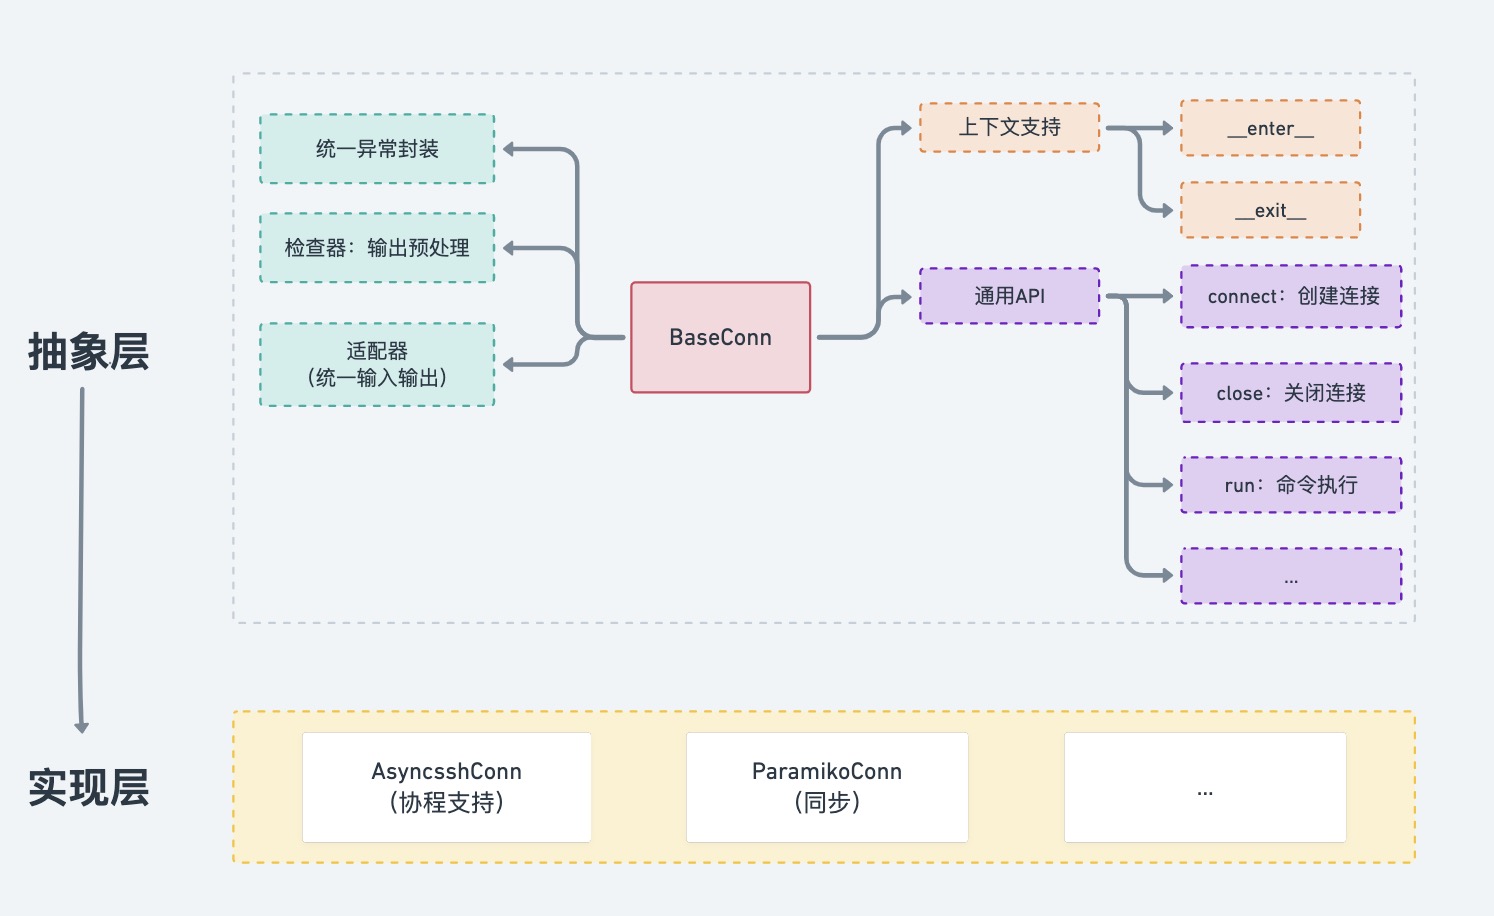 抽象层
实现层
统一异常封装
检查器：输出预处理
适配器
（统一输入输出）
BaseConn
上下文支持
__enter__
__exit__
通用API
connect：创建连接
close：关闭连接
run：命令执行
...
AsyncsshConn
（协程支持）
ParamikoConn
（同步）
...